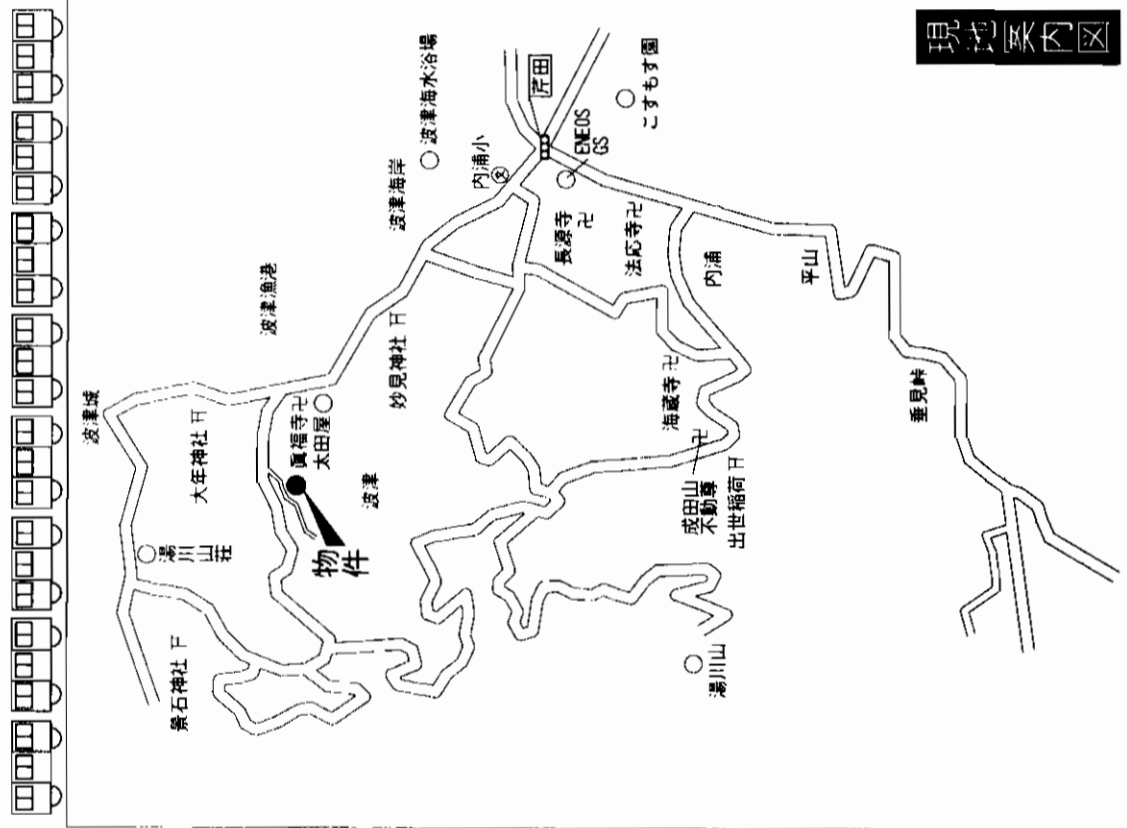 現地案内図
芹田
こすもす園
波津海水浴場
内浦小
文
ENEOS
GS
波津海岸
長源寺
法応寺
内浦
平山
波津漁港
妙見神社
海蔵寺
垂見峠
波津城
大年神社
眞福寺
太田屋
波津
成田山
不動尊
出世稲荷
湯川山
荘
物件
景石神社
湯川山